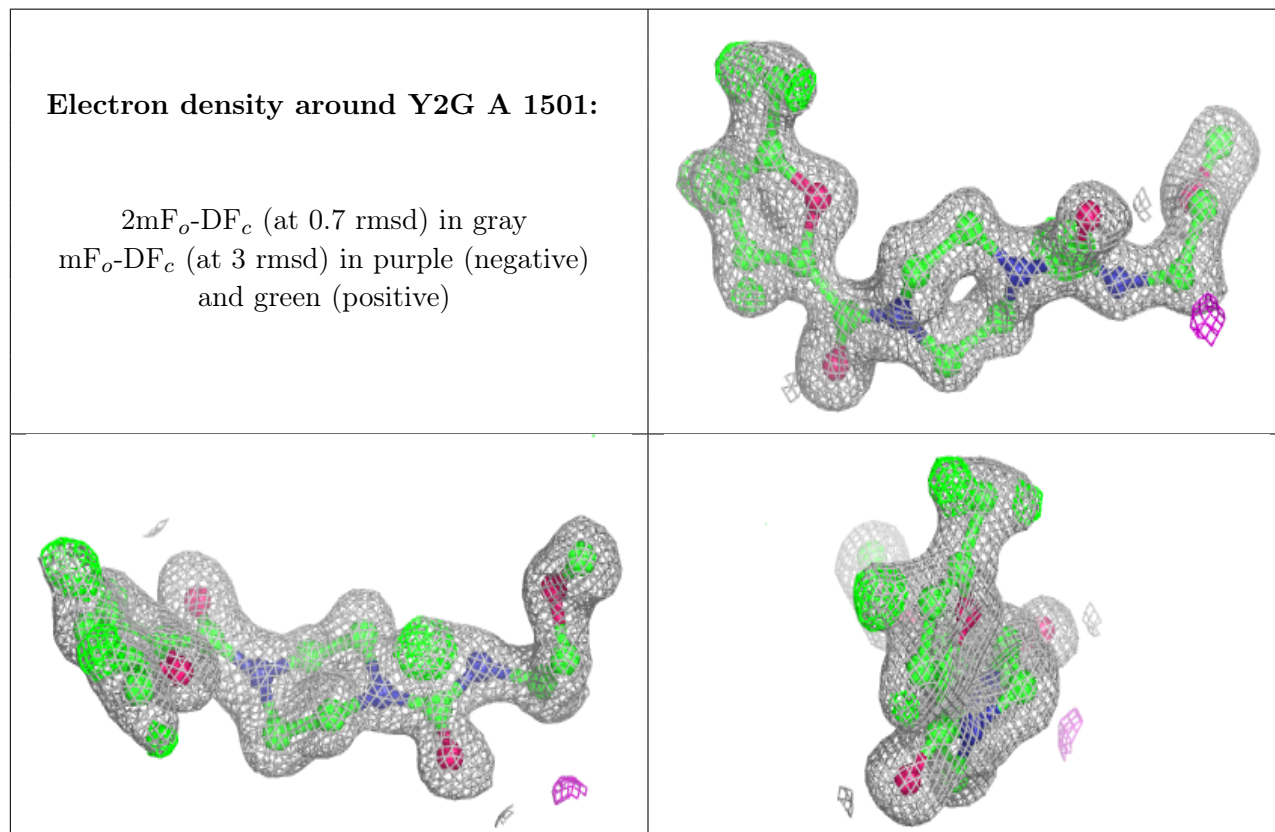 Electron density around Y2G A 1501:
2mFₒ-DF𝒸 (at 0.7 rmsd) in gray
mFₒ-DF𝒸 (at 3 rmsd) in purple (negative)
and green (positive)